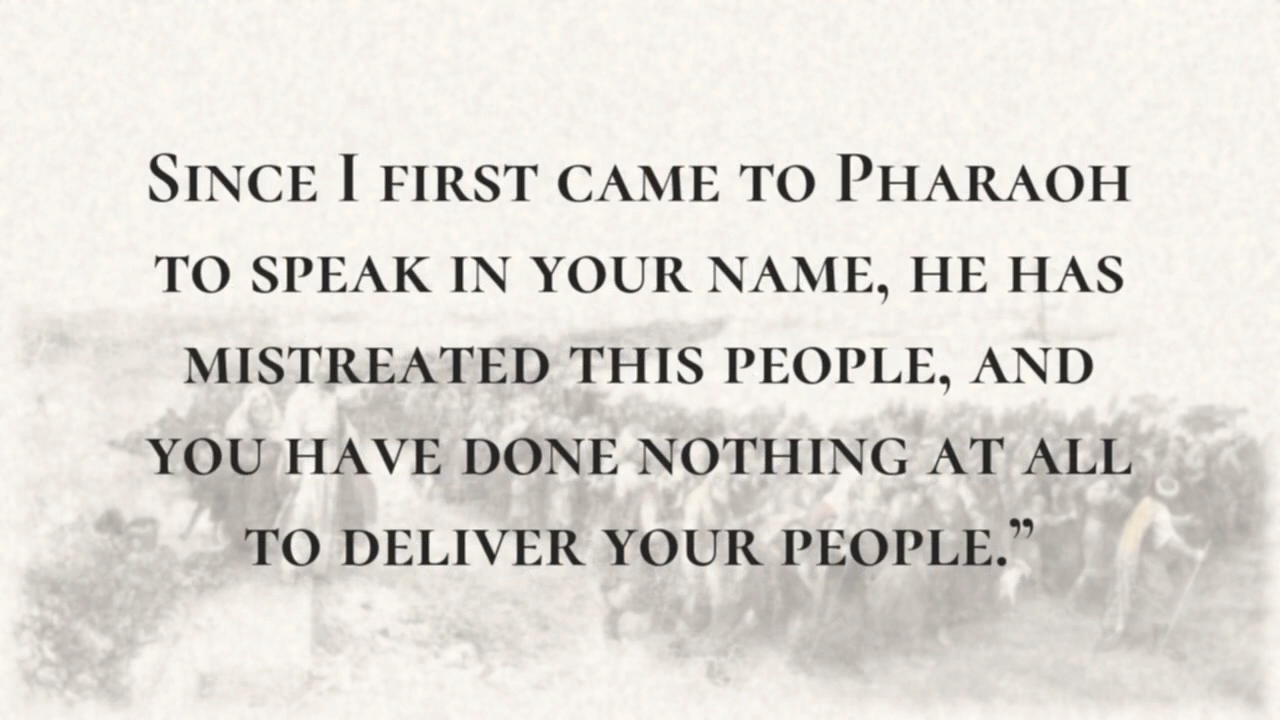 Since I first came to Pharaoh
to speak in your name, he has
mistreated this people, and
you have done nothing at all
to deliver your people.”